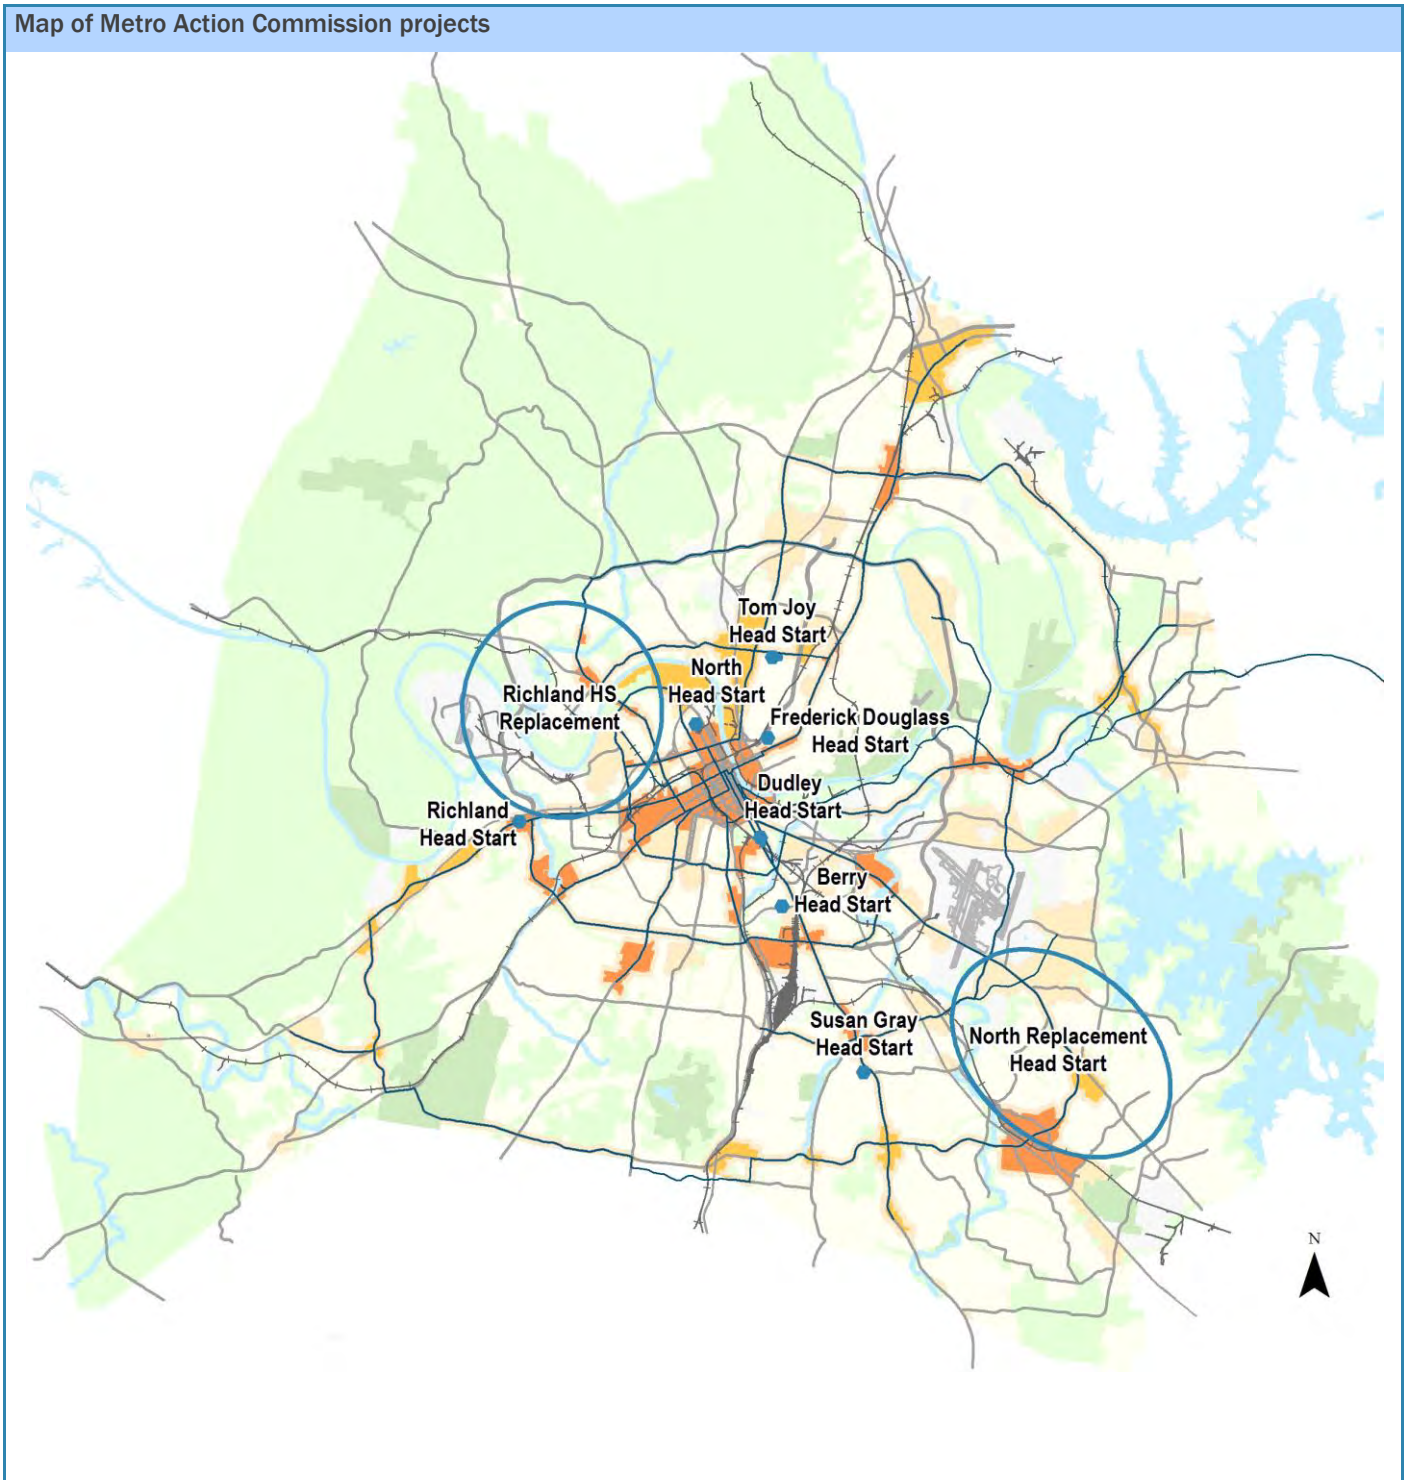 Map of Metro Action Commission projects
Tom Joy
Head Start
North
Head Start
Richland HS
Replacement
Frederick Douglass
Head Start
Dudley
Head Start
Richland
Head Start
Berry
Head Start
Susan Gray
Head Start
North Replacement
Head Start
N